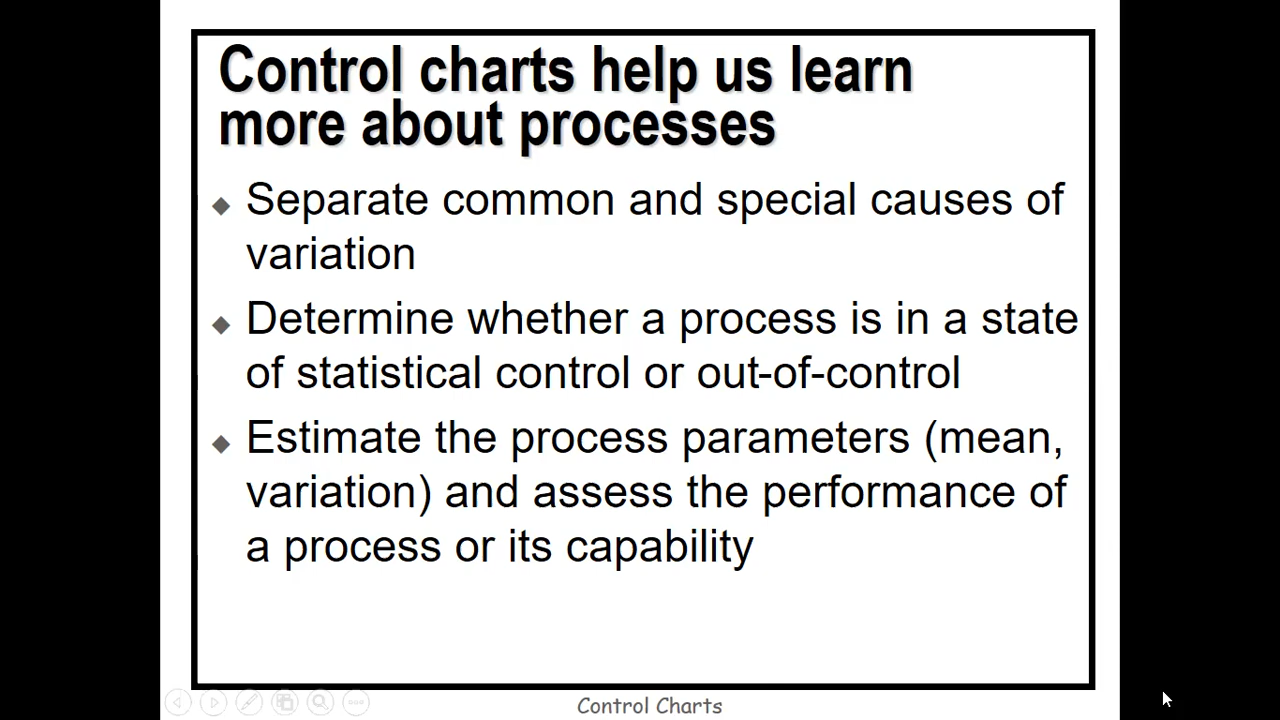 Control charts help us learn
more about processes
Separate common and special causes of
variation
Determine whether a process is in a state
of statistical control or out-of-control
Estimate the process parameters (mean,
variation) and assess the performance of
a process or its capability
Control Charts